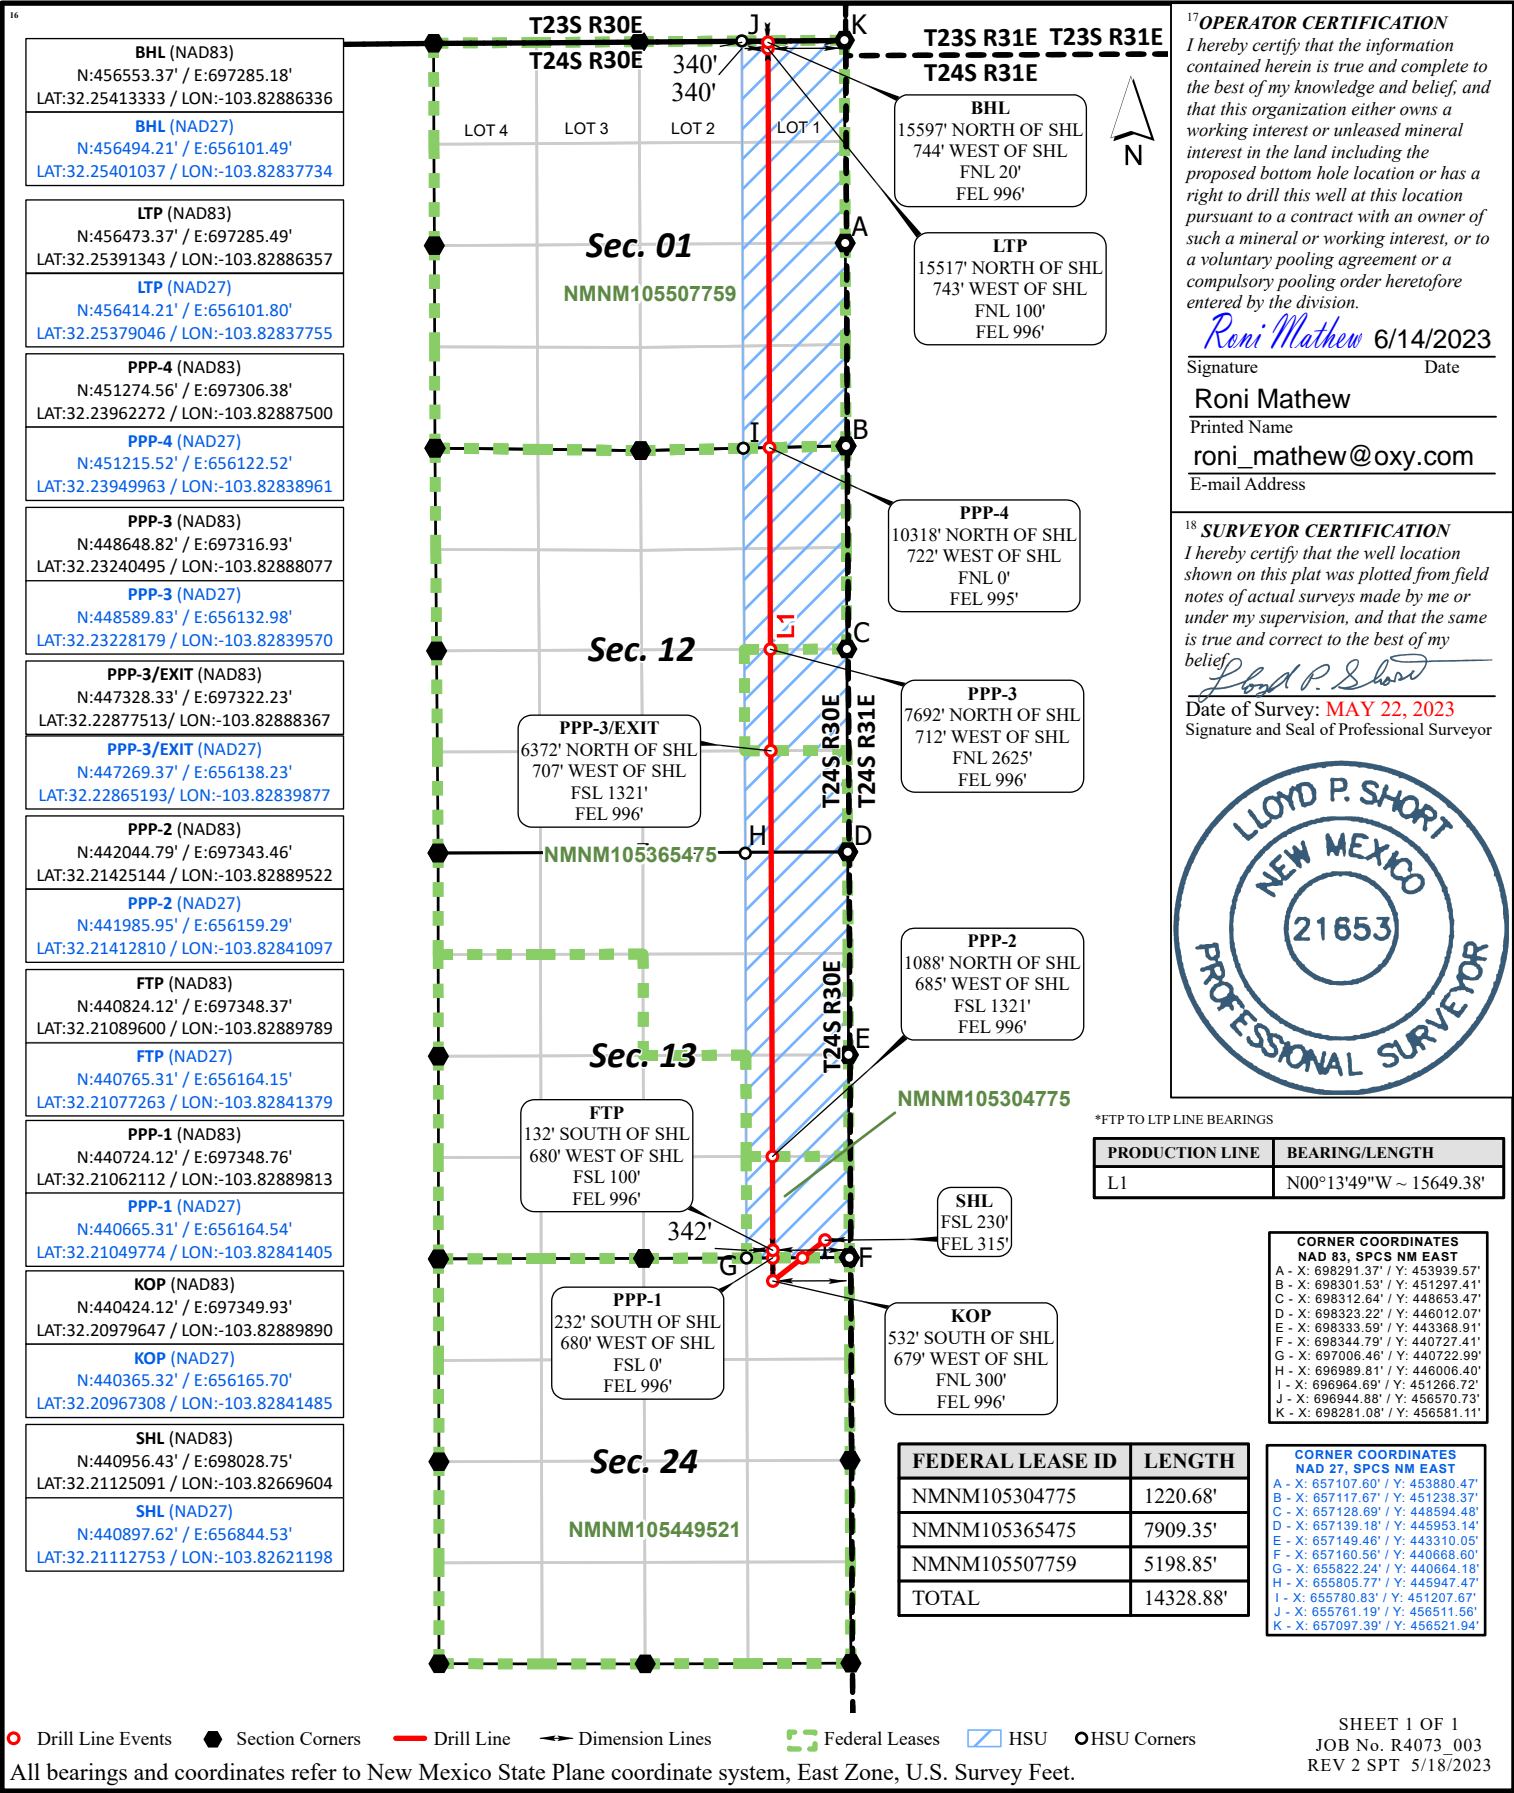 16
BHL (NAD83)
N:456553.37' / E:697285.18'
LAT:32.25413333 / LON:-103.82886336
BHL (NAD27)
N:456494.21' / E:656101.49'
LAT:32.25401037 / LON:-103.82837734
LTP (NAD83)
N:456473.37' / E:697285.49'
LAT:32.25391343 / LON:-103.82886357
LTP (NAD27)
N:456414.21' / E:656101.80'
LAT:32.25379046 / LON:-103.82837755
PPP-4 (NAD83)
N:451274.56' / E:697306.38'
LAT:32.23962272 / LON:-103.82887500
PPP-4 (NAD27)
N:451215.52' / E:656122.52'
LAT:32.23949963 / LON:-103.82838961
PPP-3 (NAD83)
N:448648.82' / E:697316.93'
LAT:32.23240495 / LON:-103.82888077
PPP-3 (NAD27)
N:448589.83' / E:656132.98'
LAT:32.23228179 / LON:-103.82839570
PPP-3/EXIT (NAD83)
N:447328.33' / E:697322.23'
LAT:32.22877513/ LON:-103.82888367
PPP-3/EXIT (NAD27)
N:447269.37' / E:656138.23'
LAT:32.22865193/ LON:-103.82839877
PPP-2 (NAD83)
N:442044.79' / E:697343.46'
LAT:32.21425144 / LON:-103.82889522
PPP-2 (NAD27)
N:441985.95' / E:656159.29'
LAT:32.21412810 / LON:-103.82841097
FTP (NAD83)
N:440824.12' / E:697348.37'
LAT:32.21089600 / LON:-103.82889789
FTP (NAD27)
N:440765.31' / E:656164.15'
LAT:32.21077263 / LON:-103.82841379
PPP-1 (NAD83)
N:440724.12' / E:697348.76'
LAT:32.21062112 / LON:-103.82889813
PPP-1 (NAD27)
N:440665.31' / E:656164.54'
LAT:32.21049774 / LON:-103.82841405
KOP (NAD83)
N:440424.12' / E:697349.93'
LAT:32.20979647 / LON:-103.82889890
KOP (NAD27)
N:440365.32' / E:656165.70'
LAT:32.20967308 / LON:-103.82841485
SHL (NAD83)
N:440956.43' / E:698028.75'
LAT:32.21125091 / LON:-103.82669604
SHL (NAD27)
N:440897.62' / E:656844.53'
LAT:32.21112753 / LON:-103.82621198
T23S R30E
T24S R30E
J
K
T23S R31E T23S R31E
T24S R31E
340'
340'
N
LOT 4
LOT 3
LOT 2
LOT 1
BHL
15597' NORTH OF SHL
744' WEST OF SHL
FNL 20'
FEL 996'
LTP
15517' NORTH OF SHL
743' WEST OF SHL
FNL 100'
FEL 996'
A
Sec. 01
NMNM105507759
I
B
PPP-4
10318' NORTH OF SHL
722' WEST OF SHL
FNL 0'
FEL 995'
L1
C
Sec. 12
PPP-3
7692' NORTH OF SHL
712' WEST OF SHL
FNL 2625'
FEL 996'
PPP-3/EXIT
6372' NORTH OF SHL
707' WEST OF SHL
FSL 1321'
FEL 996'
T24S R30E
T24S R31E
H
D
NMNM105365475
PPP-2
1088' NORTH OF SHL
685' WEST OF SHL
FSL 1321'
FEL 996'
T24S R30E
E
Sec. 13
NMNM105304775
FTP
132' SOUTH OF SHL
680' WEST OF SHL
FSL 100'
FEL 996'
342'
G
F
SHL
FSL 230'
FEL 315'
PPP-1
232' SOUTH OF SHL
680' WEST OF SHL
FSL 0'
FEL 996'
KOP
532' SOUTH OF SHL
679' WEST OF SHL
FNL 300'
FEL 996'
Sec. 24
NMNM105449521
FEDERAL LEASE ID LENGTH
NMNM105304775 1220.68'
NMNM105365475 7909.35'
NMNM105507759 5198.85'
TOTAL 14328.88'
17 OPERATOR CERTIFICATION
I hereby certify that the information
contained herein is true and complete to
the best of my knowledge and belief, and
that this organization either owns a
working interest or unleased mineral
interest in the land including the
proposed bottom hole location or has a
right to drill this well at this location
pursuant to a contract with an owner of
such a mineral or working interest, or to
a voluntary pooling agreement or a
compulsory pooling order heretofore
entered by the division.
Roni Mathew 6/14/2023
Signature Date
Roni Mathew
Printed Name
roni_mathew@oxy.com
E-mail Address
18 SURVEYOR CERTIFICATION
I hereby certify that the well location
shown on this plat was plotted from field
notes of actual surveys made by me or
under my supervision, and that the same
is true and correct to the best of my
belief.
Lloyd P. Short
Date of Survey: MAY 22, 2023
Signature and Seal of Professional Surveyor
LLOYD P. SHORT
NEW MEXICO
21653
PROFESSIONAL SURVEYOR
*FTP TO LTP LINE BEARINGS
PRODUCTION LINE BEARING/LENGTH
L1 N00°13'49"W ~ 15649.38'
CORNER COORDINATES
NAD 83, SPCS NM EAST
A - X: 698291.37' / Y: 453939.57'
B - X: 698301.53' / Y: 451297.41'
C - X: 698312.64' / Y: 448653.47'
D - X: 698323.22' / Y: 446012.07'
E - X: 698333.59' / Y: 443368.91'
F - X: 698344.79' / Y: 440727.41'
G - X: 697006.46' / Y: 440722.99'
H - X: 696989.81' / Y: 446006.40'
I - X: 696964.69' / Y: 451266.72'
J - X: 696944.88' / Y: 456570.73'
K - X: 698281.08' / Y: 456581.11'
CORNER COORDINATES
NAD 27, SPCS NM EAST
A - X: 657107.60' / Y: 453880.47'
B - X: 657117.67' / Y: 451238.37'
C - X: 657128.69' / Y: 448594.48'
D - X: 657139.18' / Y: 445953.14'
E - X: 657149.46' / Y: 443310.05'
F - X: 657160.56' / Y: 440668.60'
G - X: 655822.24' / Y: 440664.18'
H - X: 655805.77' / Y: 445947.47'
I - X: 655780.83' / Y: 451207.67'
J - X: 655761.19' / Y: 456511.56'
K - X: 657097.39' / Y: 456521.94'
Drill Line Events
Section Corners
Drill Line
Dimension Lines
Federal Leases
HSU
HSU Corners
All bearings and coordinates refer to New Mexico State Plane coordinate system, East Zone, U.S. Survey Feet.
SHEET 1 OF 1
JOB No. R4073_003
REV 2 SPT 5/18/2023